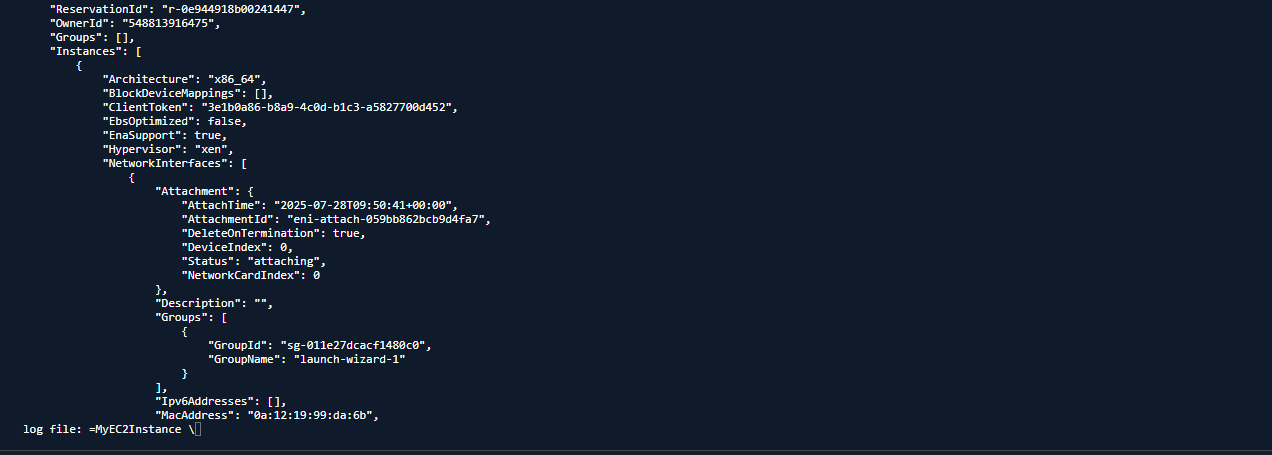 "ReservationId": "r-0e944918b00241447",
"OwnerId": "548813916475",
"Groups": [],
"Instances": [
{
"Architecture": "x86_64",
"BlockDeviceMappings": [],
"ClientToken": "3e1b0a86-b8a9-4c0d-b1c3-a5827700d452",
"EbsOptimized": false,
"EnaSupport": true,
"Hypervisor": "xen",
"NetworkInterfaces": [
{
"Attachment": {
"AttachTime": "2025-07-28T09:50:41+00:00",
"AttachmentId": "eni-attach-059bb862bcb9d4fa7",
"DeleteOnTermination": true,
"DeviceIndex": 0,
"Status": "attaching",
"NetworkCardIndex": 0
},
"Description": "",
"Groups": [
{
"GroupId": "sg-011e27dcacf1480c0",
"GroupName": "launch-wizard-1"
}
],
"Ipv6Addresses": [],
"MacAddress": "0a:12:19:99:da:6b",
log file: =MyEC2Instance \